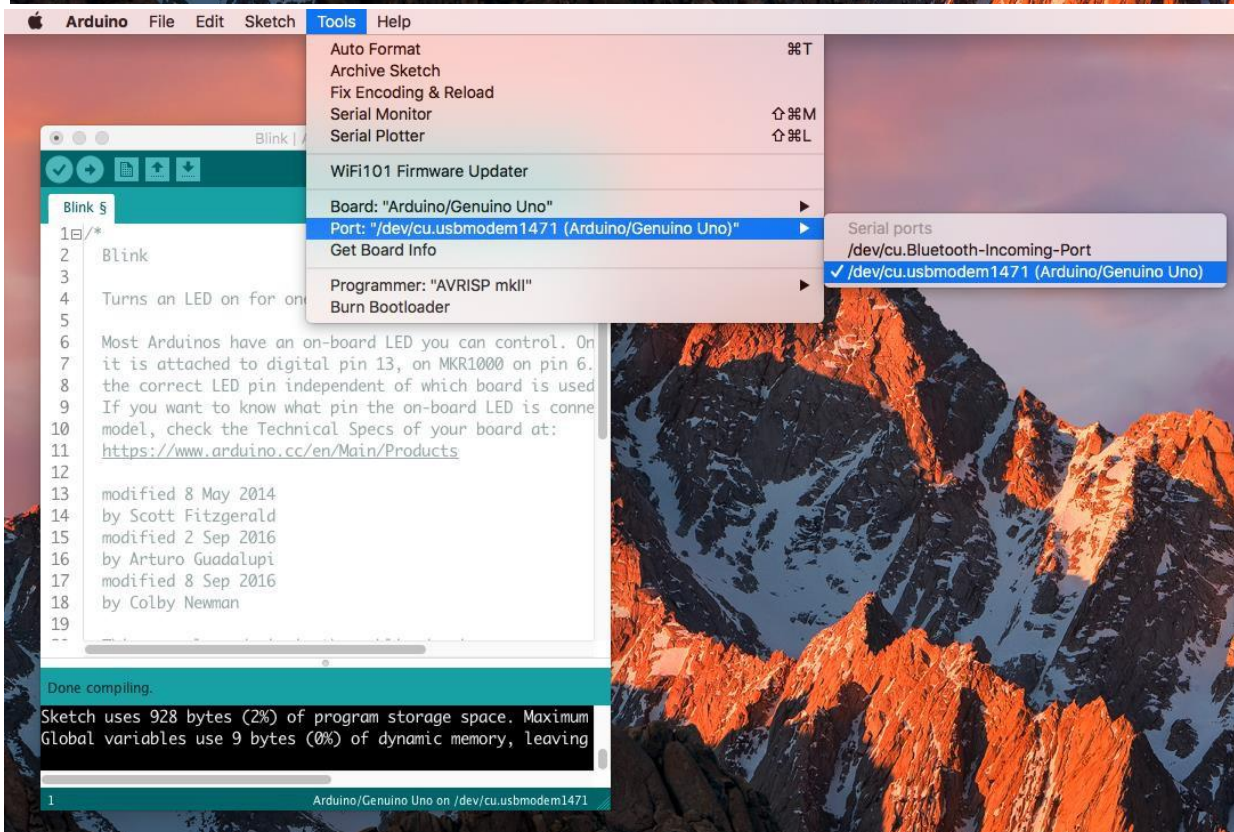 Arduino File Edit Sketch Tools Help
Auto Format ⌘T
Archive Sketch
Fix Encoding & Reload
Serial Monitor ⇧⌘M
Serial Plotter ⇧⌘L
WiFi101 Firmware Updater
Board: "Arduino/Genuino Uno"
Port: "/dev/cu.usbmodem1471 (Arduino/Genuino Uno)"
Get Board Info
Programmer: "AVRISP mkII"
Burn Bootloader
Serial ports
/dev/cu.Bluetooth-Incoming-Port
✓ /dev/cu.usbmodem1471 (Arduino/Genuino Uno)
Blink |
Blink §
1 /*
2 Blink
3
4 Turns an LED on for
5
6 Most Arduinos have an on-board LED you can control. On
7 it is attached to digital pin 13, on MKR1000 on pin 6.
8 the correct LED pin independent of which board is used
9 If you want to know what pin the on-board LED is conne
10 model, check the Technical Specs of your board at:
11 https://www.arduino.cc/en/Main/Products
12
13 modified 8 May 2014
14 by Scott Fitzgerald
15 modified 2 Sep 2016
16 by Arturo Guadalupi
17 modified 8 Sep 2016
18 by Colby Newman
19
Done compiling.
Sketch uses 928 bytes (2%) of program storage space. Maximum
Global variables use 9 bytes (0%) of dynamic memory, leaving
1 Arduino/Genuino Uno on /dev/cu.usbmodem1471